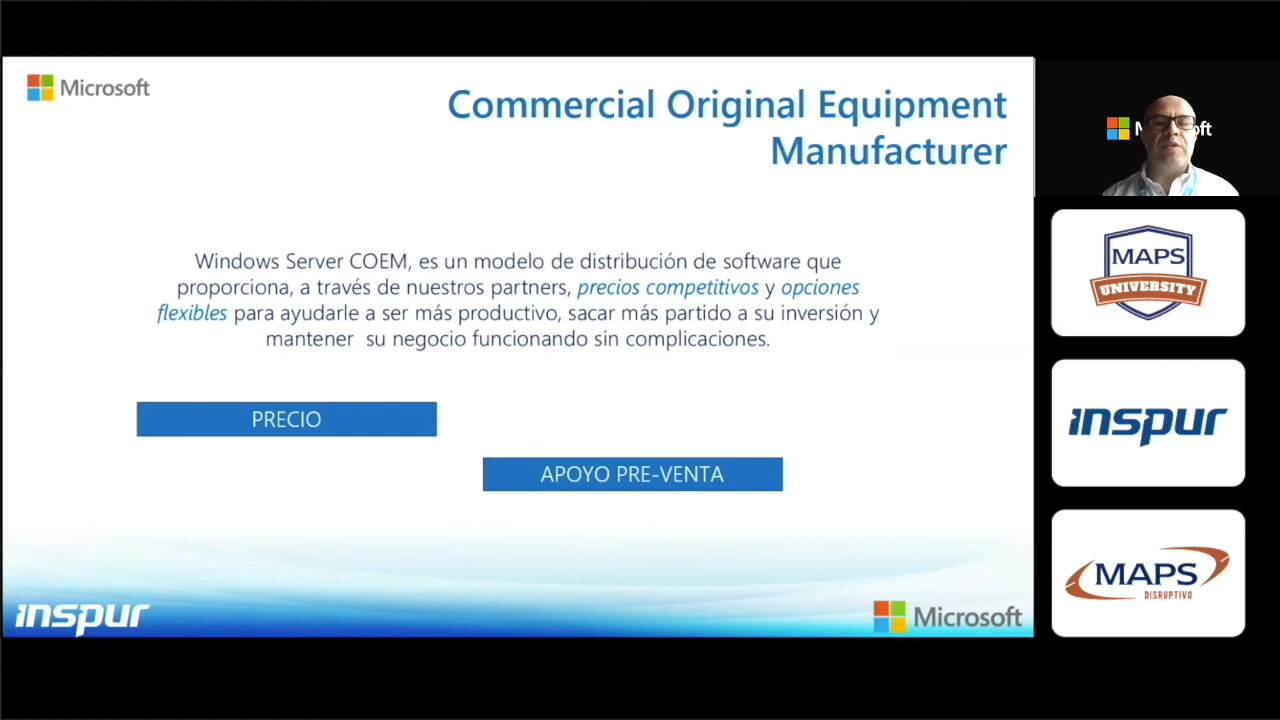 Microsoft
Commercial Original Equipment
Manufacturer
Windows Server COEM, es un modelo de distribución de software que
proporciona, a través de nuestros partners, precios competitivos y opciones
flexibles para ayudarle a ser más productivo, sacar más partido a su inversión y
mantener su negocio funcionando sin complicaciones.
PRECIO
APOYO PRE-VENTA
inspur
Microsoft
MAPS
UNIVERSITY
inspur
MAPS
DISRUPTIVO